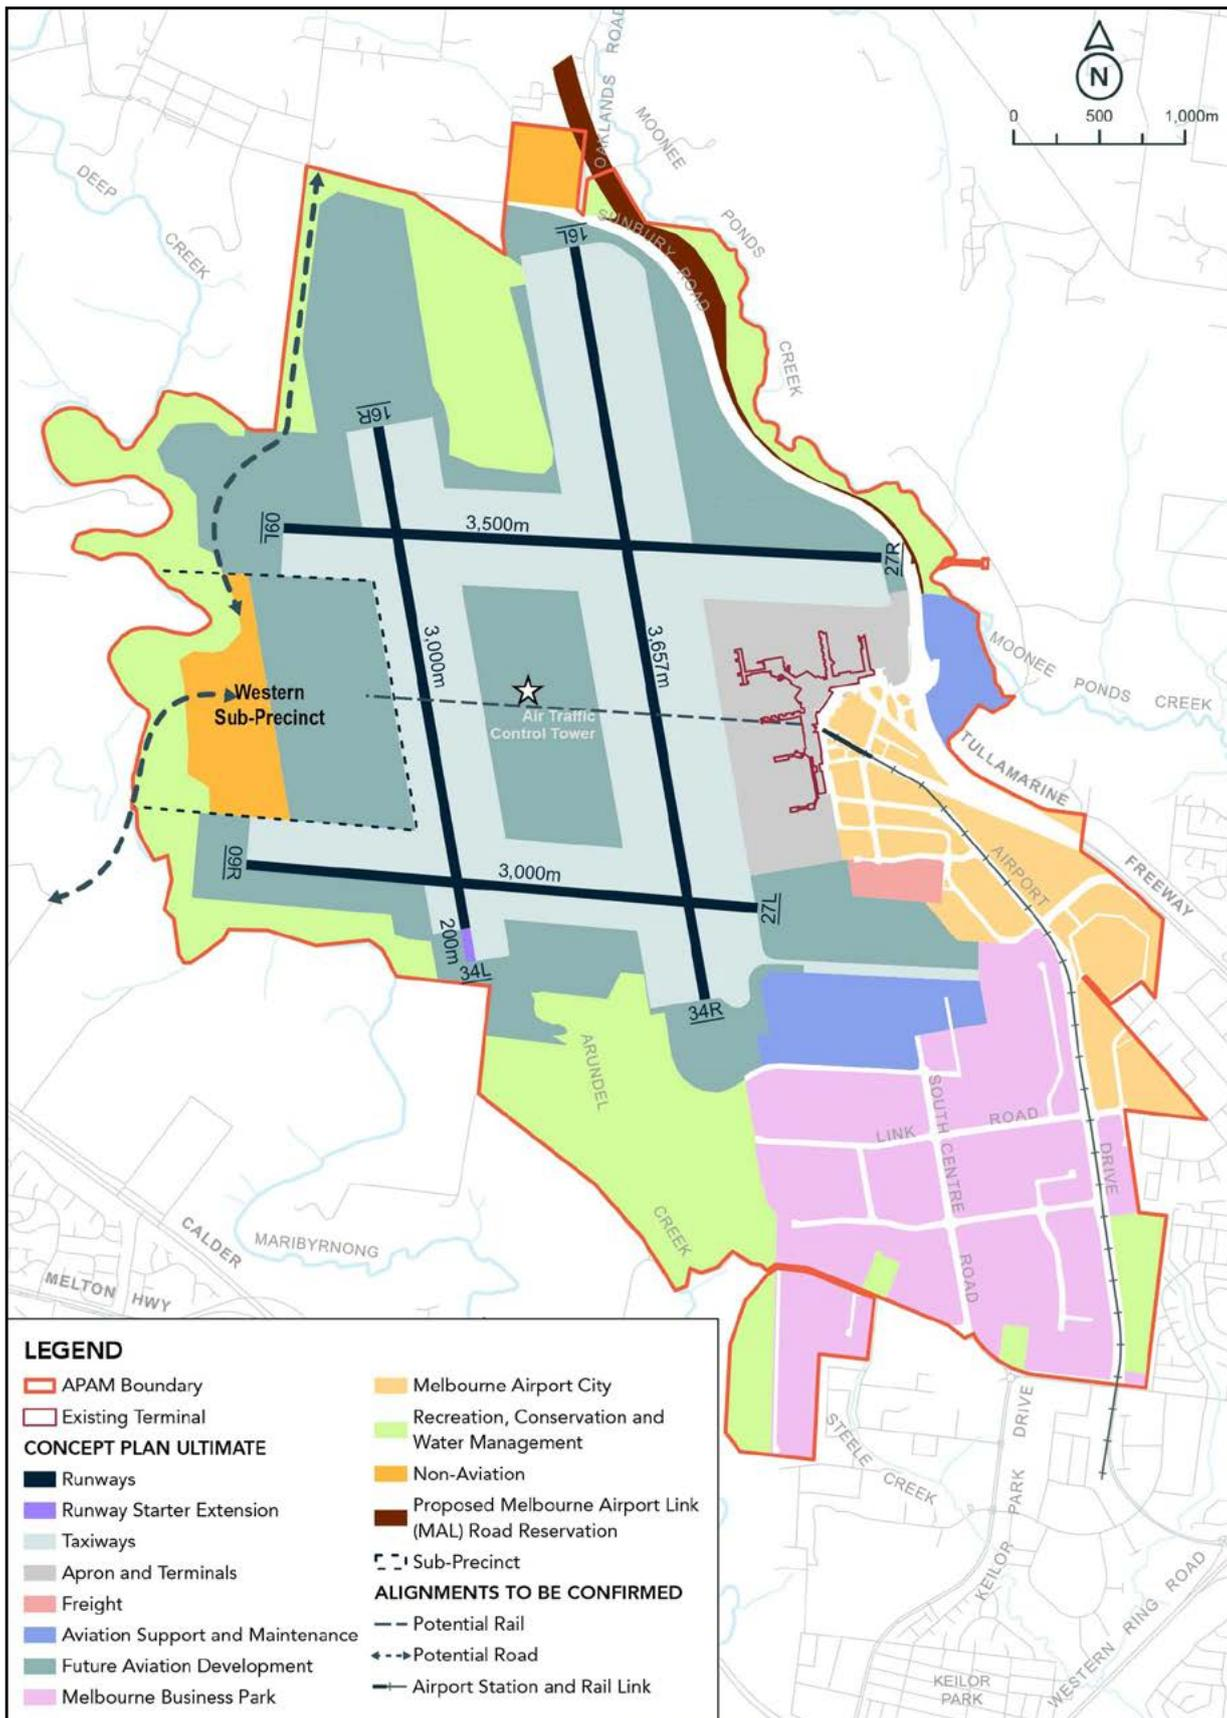 N
0 500 1,000m
OAKLANDS ROAD
MOONEE
PONDS
CREEK
DEEP
CREEK
SUNBURY ROAD
16L
16R
09L
3,500m
27R
3,000m
3,657m
MOONEE
PONDS CREEK
Western
Sub-Precinct
Air Traffic
Control Tower
TULLAMARINE
FREEWAY
AIRPORT
DRIVE
09R
3,000m
27L
200m
34L
34R
ARUNDEL
CREEK
SOUTH CENTRE
ROAD
LINK ROAD
CALDER
MARIBYRNONG
MELTON HWY
STEELE CREEK
KEILOR PARK DRIVE
KEILOR
PARK
WESTERN RING ROAD
LEGEND
APAM Boundary
Existing Terminal
CONCEPT PLAN ULTIMATE
Runways
Runway Starter Extension
Taxiways
Apron and Terminals
Freight
Aviation Support and Maintenance
Future Aviation Development
Melbourne Business Park
Melbourne Airport City
Recreation, Conservation and
Water Management
Non-Aviation
Proposed Melbourne Airport Link
(MAL) Road Reservation
Sub-Precinct
ALIGNMENTS TO BE CONFIRMED
Potential Rail
Potential Road
Airport Station and Rail Link